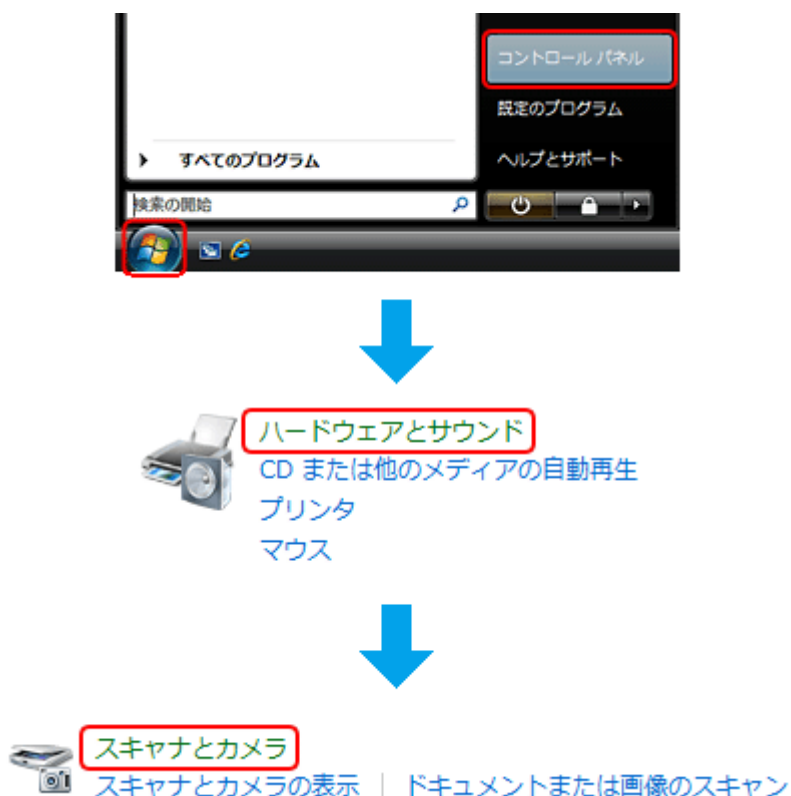 コントロール パネル
既定のプログラム
すべてのプログラム
ヘルプとサポート
検索の開始
ハードウェアとサウンド
CD または他のメディアの自動再生
プリンタ
マウス
スキャナとカメラ
スキャナとカメラの表示 | ドキュメントまたは画像のスキャン